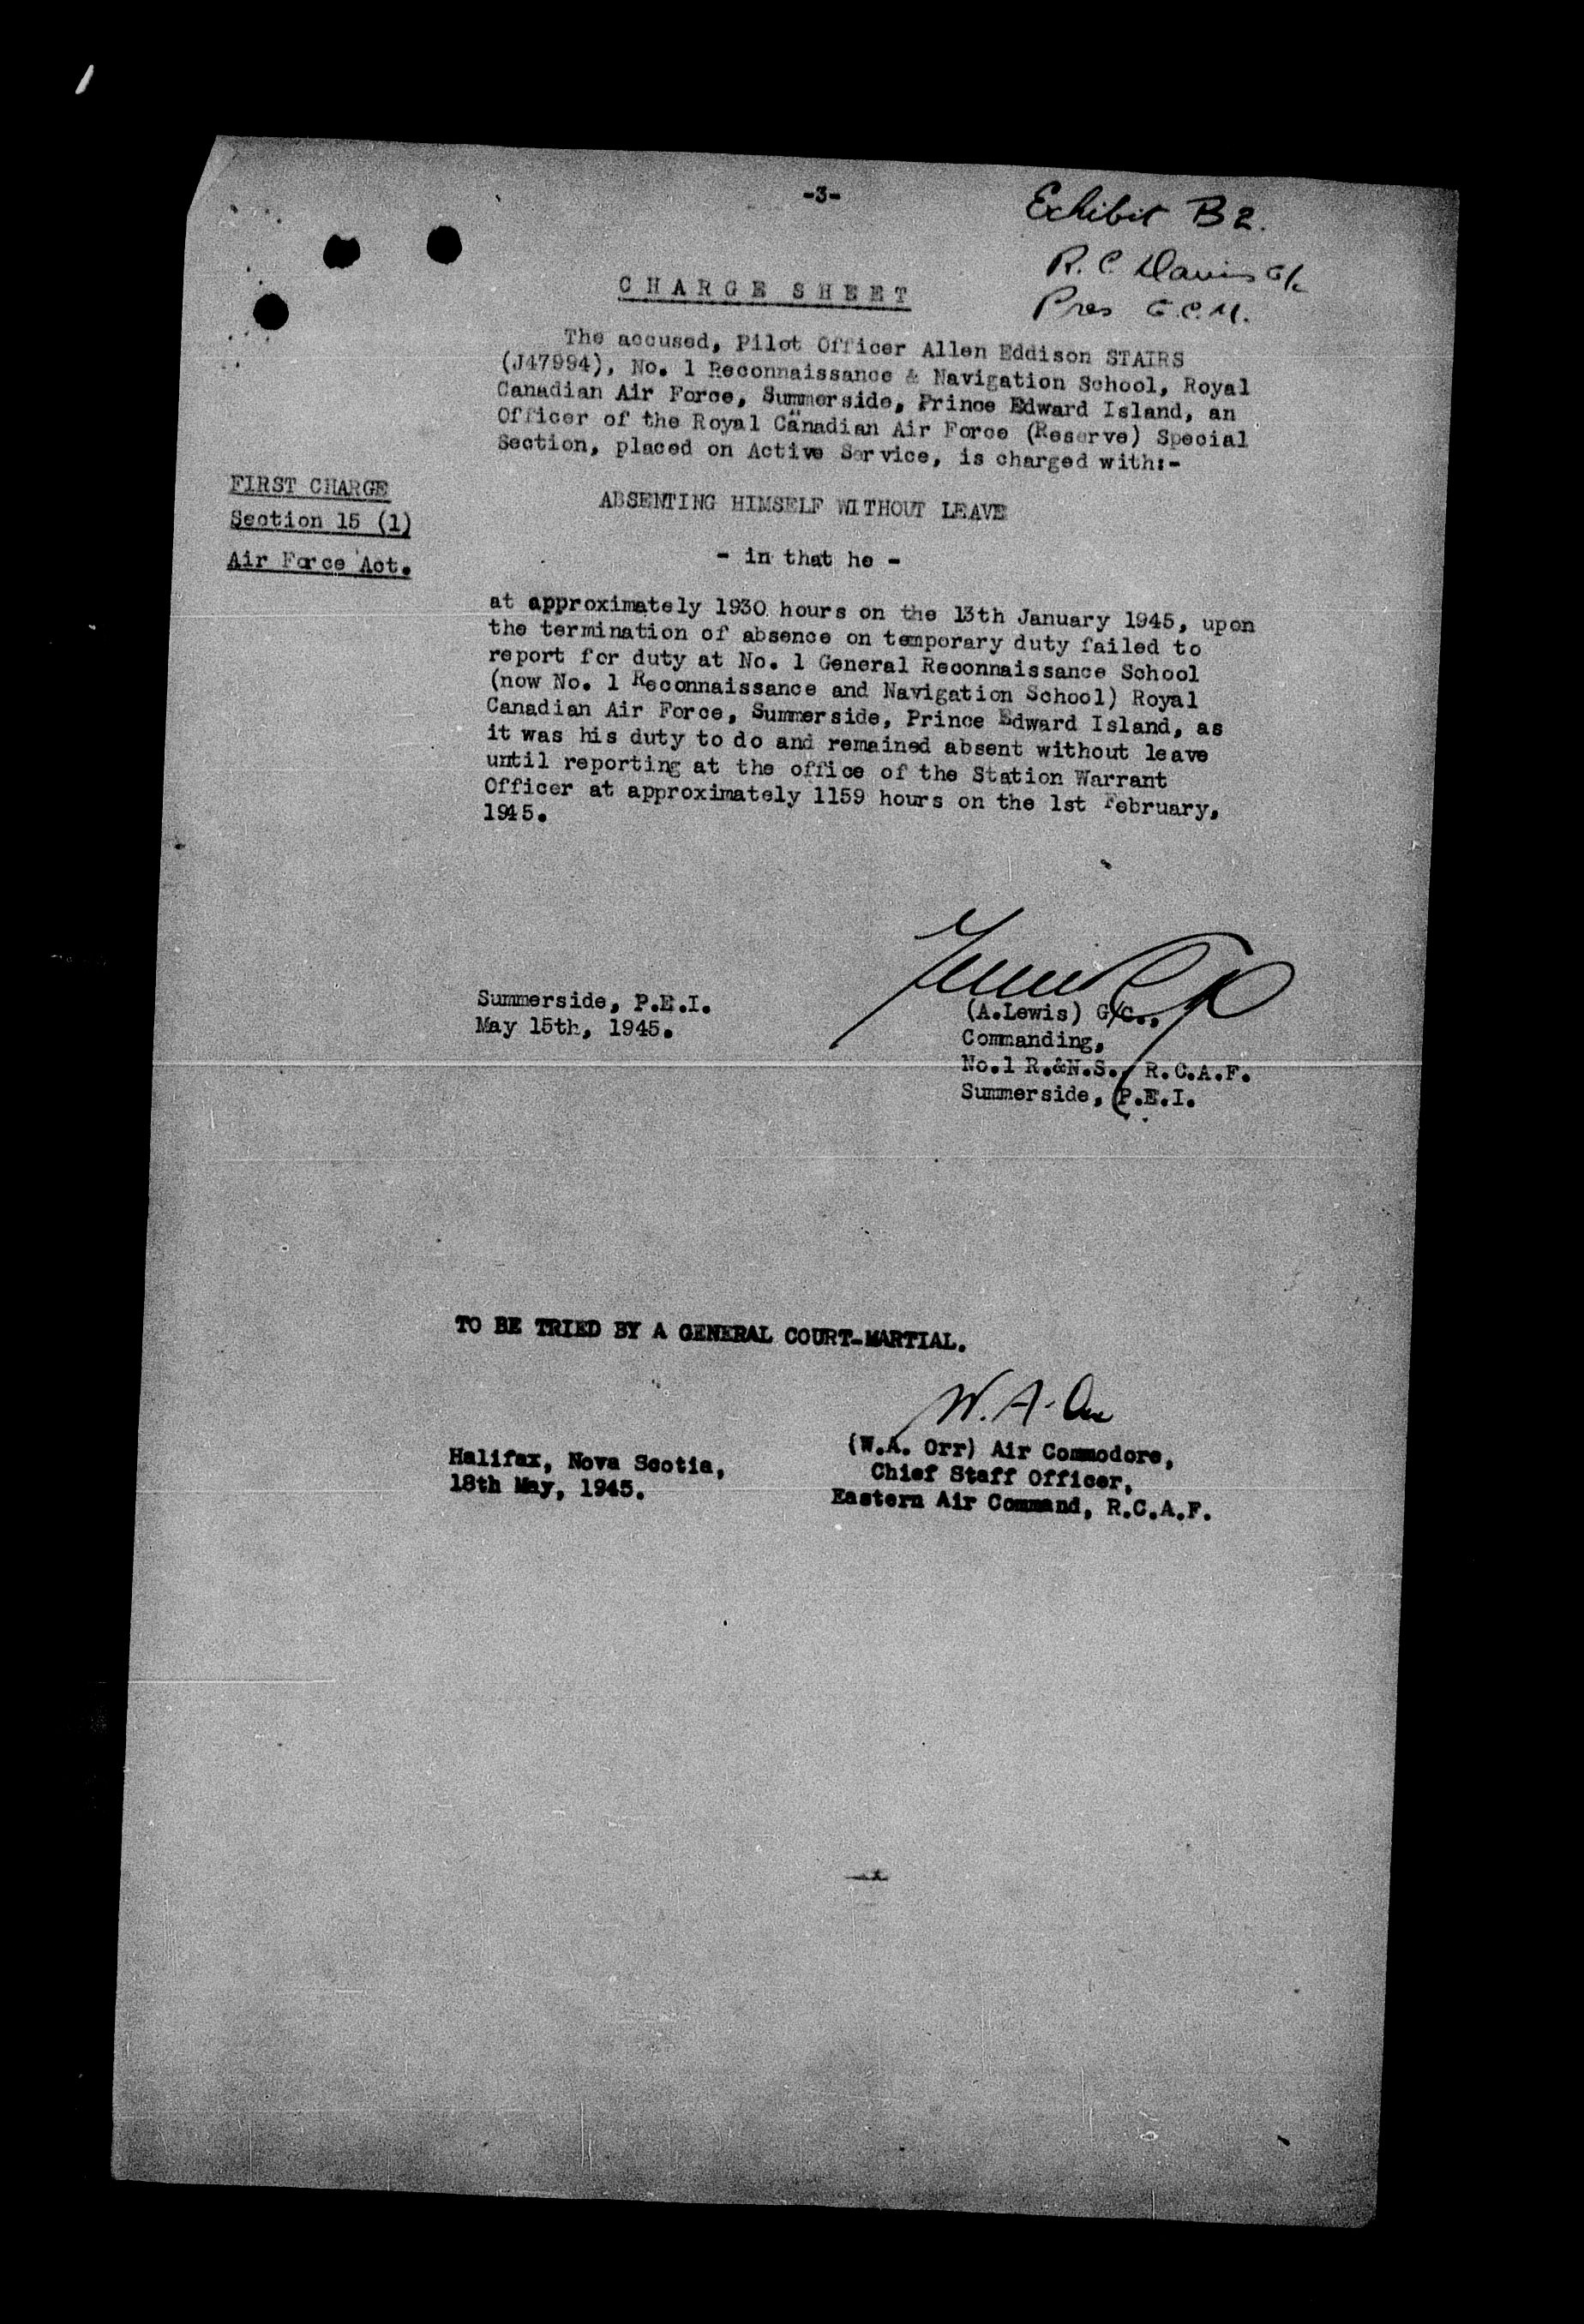 -3-
Exhibit B2.
R. C. Davis G/C
Pres G.C.M.
CHARGE SHEET
The accused, Pilot Officer Allen Eddison STAIRS
(J47994), No. 1 Reconnaissance & Navigation School, Royal
Canadian Air Force, Summerside, Prince Edward Island, an
Officer of the Royal Canadian Air Force (Reserve) Special
Section, placed on Active Service, is charged with:-
FIRST CHARGE
Section 15 (1)
Air Force Act.
ABSENTING HIMSELF WITHOUT LEAVE
- in that he -
at approximately 1930 hours on the 13th January 1945, upon
the termination of absence on temporary duty failed to
report for duty at No. 1 General Reconnaissance School
(now No. 1 Reconnaissance and Navigation School) Royal
Canadian Air Force, Summerside, Prince Edward Island, as
it was his duty to do and remained absent without leave
until reporting at the office of the Station Warrant
Officer at approximately 1159 hours on the 1st February,
1945.
Summerside, P.E.I.
May 15th, 1945.
(A.Lewis) G/C.,
Commanding,
No.1 R.&N.S., R.C.A.F.
Summerside, P.E.I.
TO BE TRIED BY A GENERAL COURT-MARTIAL.
W. A. Orr
Halifax, Nova Scotia,
18th May, 1945.
(W.A. Orr) Air Commodore,
Chief Staff Officer,
Eastern Air Command, R.C.A.F.